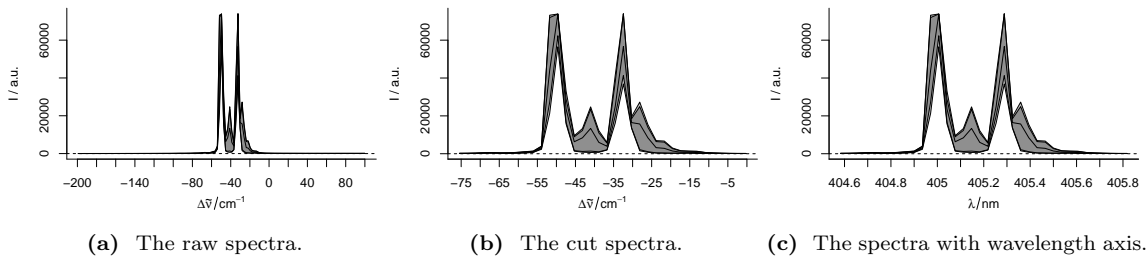 I / a.u.
0 20000 60000
−200 −140 −80 −40 0 40 80
Δν̃/cm⁻¹
(a) The raw spectra.
I / a.u.
0 20000 60000
−75 −65 −55 −45 −35 −25 −15 −5
Δν̃/cm⁻¹
(b) The cut spectra.
I / a.u.
0 20000 60000
404.6 404.8 405 405.2 405.4 405.6 405.8
λ/nm
(c) The spectra with wavelength axis.